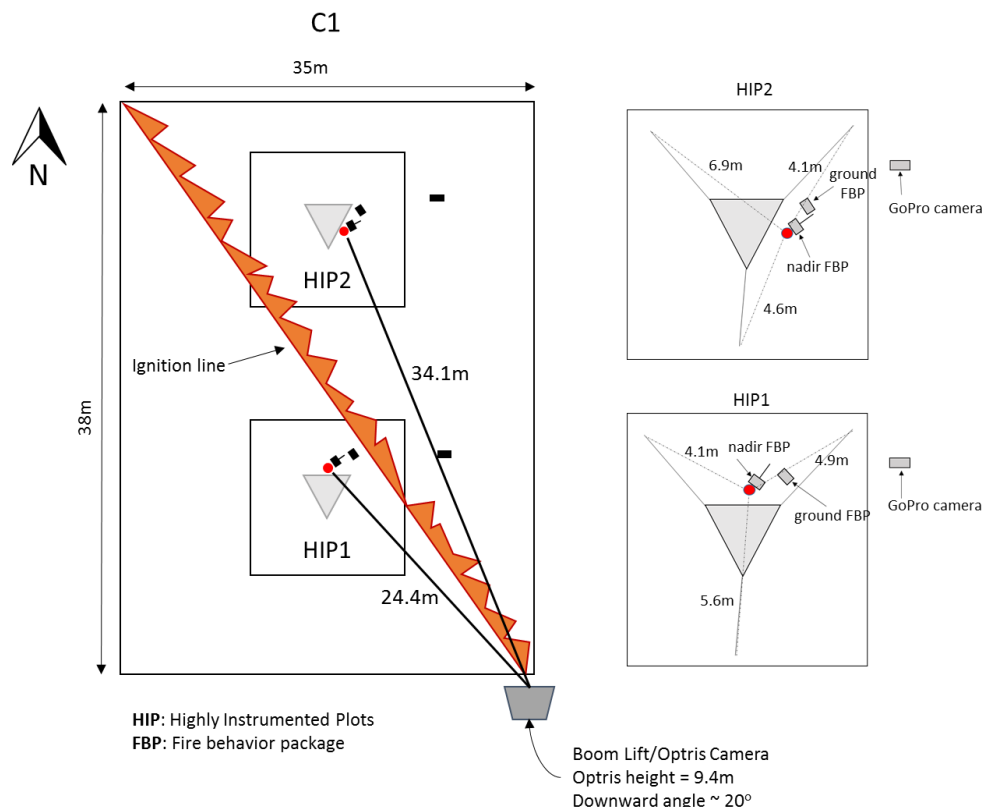 C1
35m
38m
N
HIP2
Ignition line
34.1m
HIP1
24.4m
HIP: Highly Instrumented Plots
FBP: Fire behavior package
Boom Lift/Optris Camera
Optris height = 9.4m
Downward angle ~ 20°
HIP2
6.9m
4.1m
ground
FBP
nadir FBP
4.6m
GoPro camera
HIP1
4.1m
nadir FBP
4.9m
ground FBP
5.6m
GoPro camera